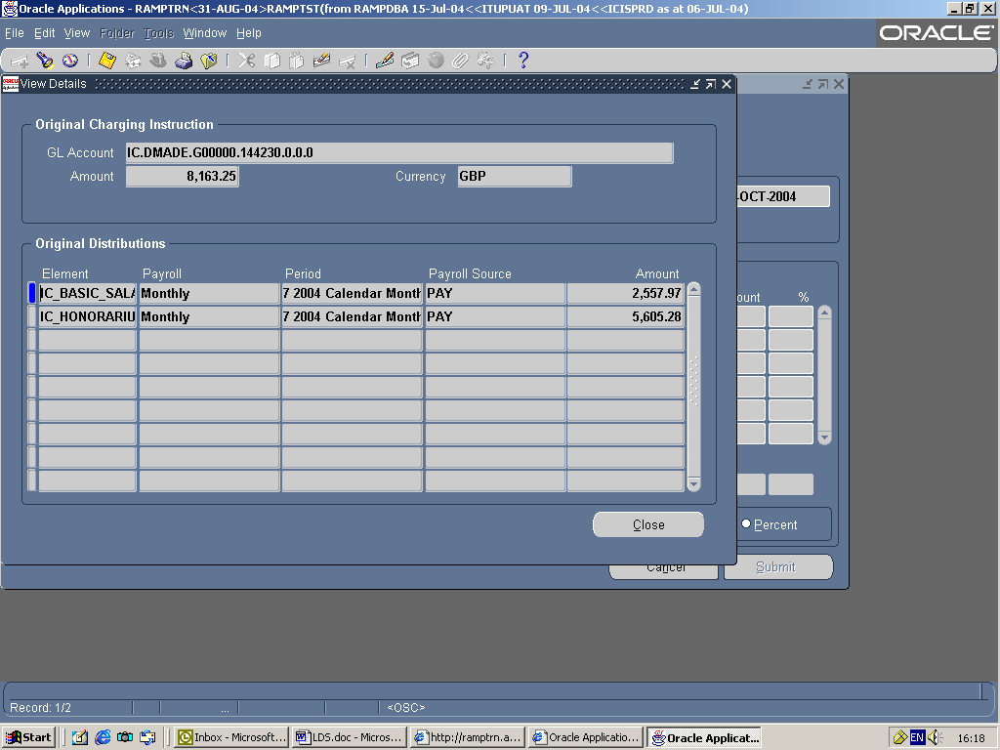 Oracle Applications - RAMPTRN<31-AUG-04>RAMPTST(from RAMPDBA 15-Jul-04<<ITUPUAT 09-JUL-04<<ICISPRD as at 06-JUL-04)
File Edit View Folder Tools Window Help
ORACLE
View Details
Original Charging Instruction
GL Account IC.DMADE.G00000.144230.0.0.0
Amount 8,163.25 Currency GBP
-OCT-2004
Original Distributions
Element Payroll Period Payroll Source Amount
IC_BASIC_SALA Monthly 7 2004 Calendar Month PAY 2,557.97
IC_HONORARIU Monthly 7 2004 Calendar Month PAY 5,605.28
ount %
Close
Percent
Cancel Submit
Record: 1/2 ... <OSC>
Start Inbox - Microsoft... LDS.doc - Micros... http://ramptrn.a... Oracle Applicatio... Oracle Applicat... EN 16:18